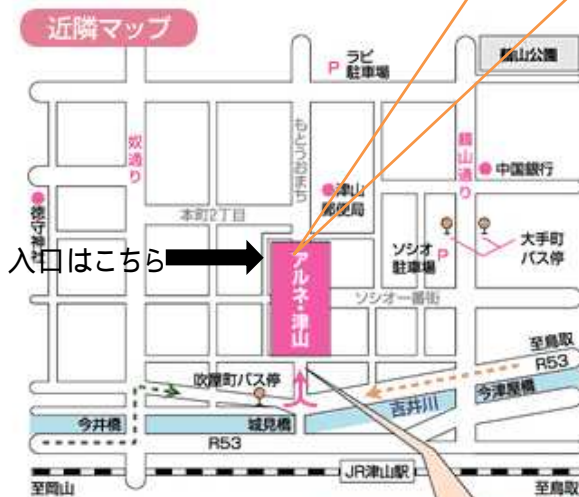 近隣マップ
鶴山公園
P ラビ
駐車場
奴通り
もとうおまち
鶴山通り
中国銀行
徳守神社
本町2丁目
津山
郵便局
入口はこちら
アルネ・津山
ソシオ
駐車場
P
大手町
バス停
ソシオ一番街
至鳥取
R53
吹屋町バス停
今津屋橋
吉井川
今井橋
城見橋
R53
JR津山駅
至岡山
至鳥取